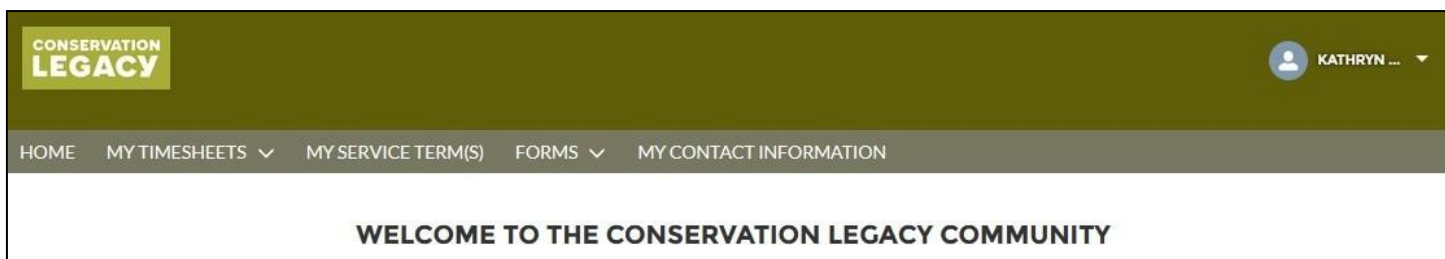 CONSERVATION
LEGACY
KATHRYN ...
HOME MY TIMESHEETS MY SERVICE TERM(S) FORMS MY CONTACT INFORMATION
WELCOME TO THE CONSERVATION LEGACY COMMUNITY